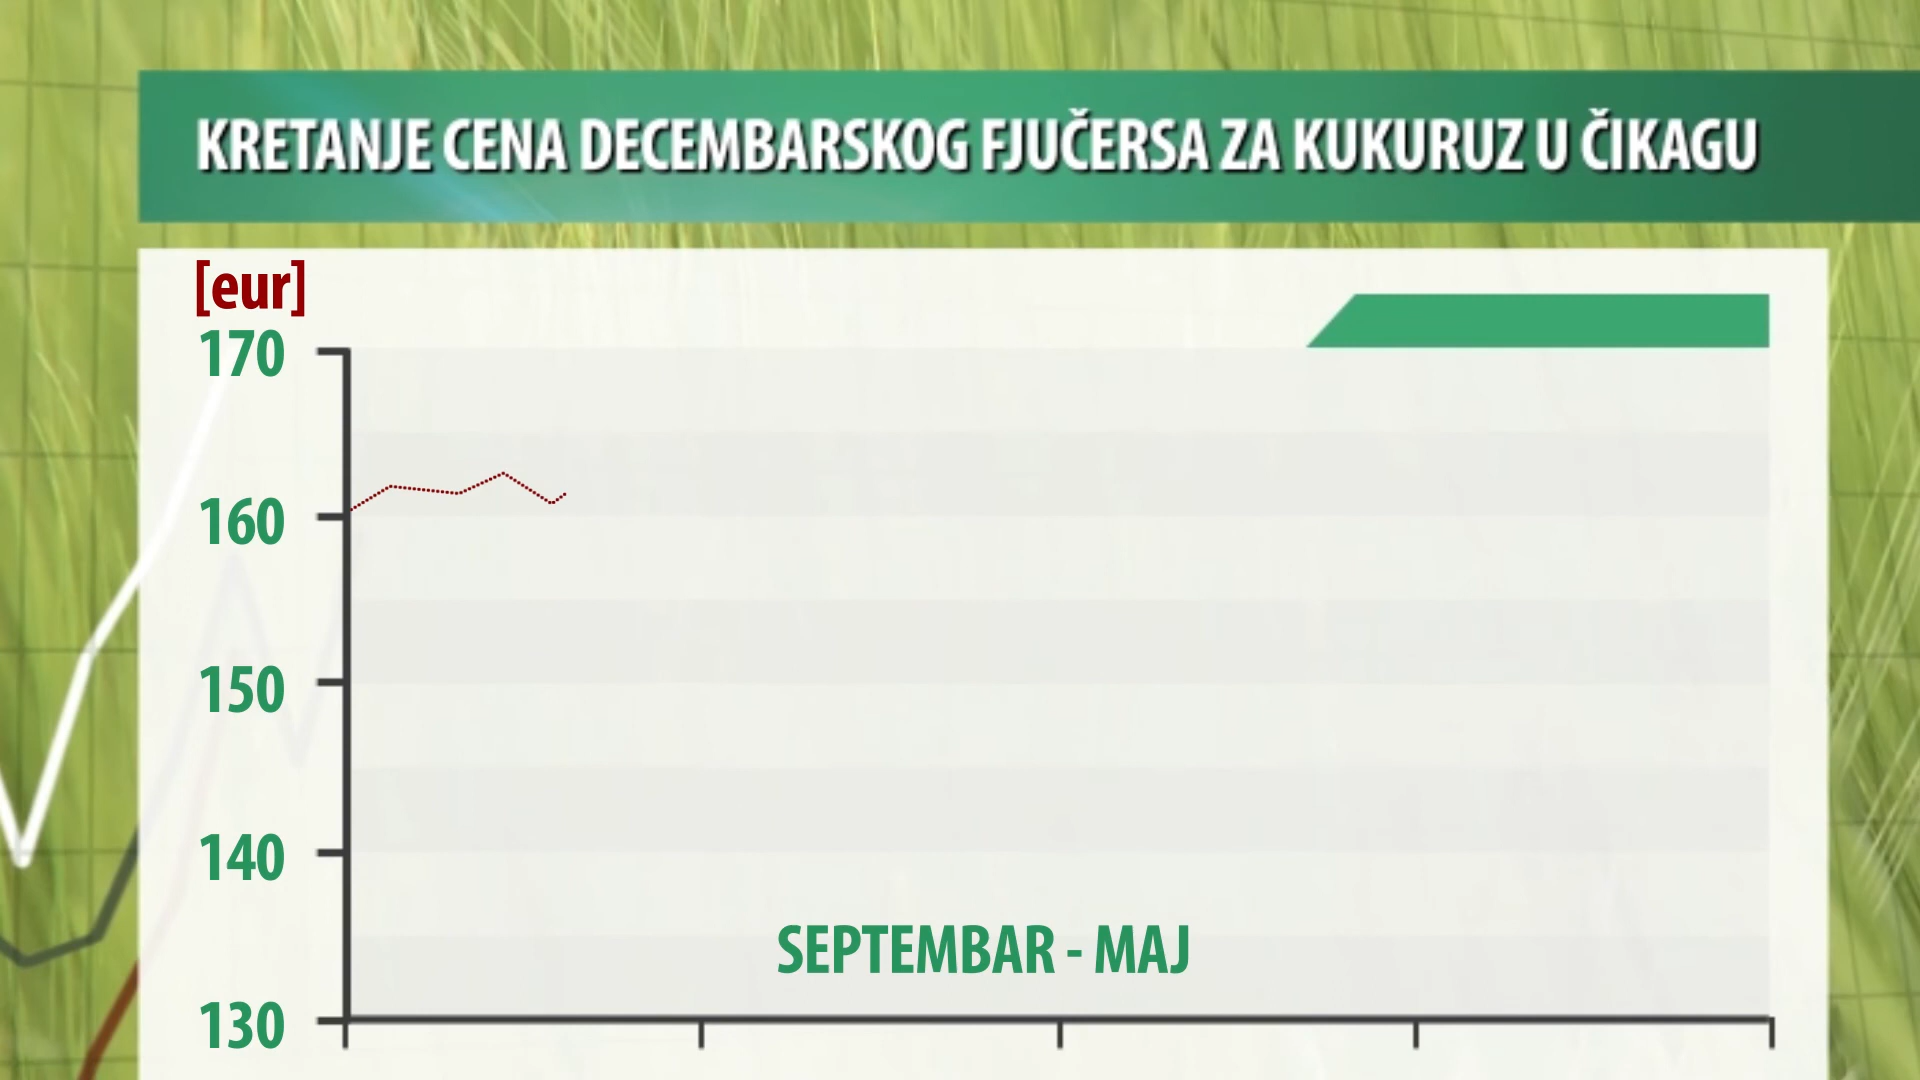 KRETANJE CENA DECEMBARSKOG FJUČERSA ZA KUKURUZ U ČIKAGU
[eur]
170
160
150
140
SEPTEMBAR - MAJ
130